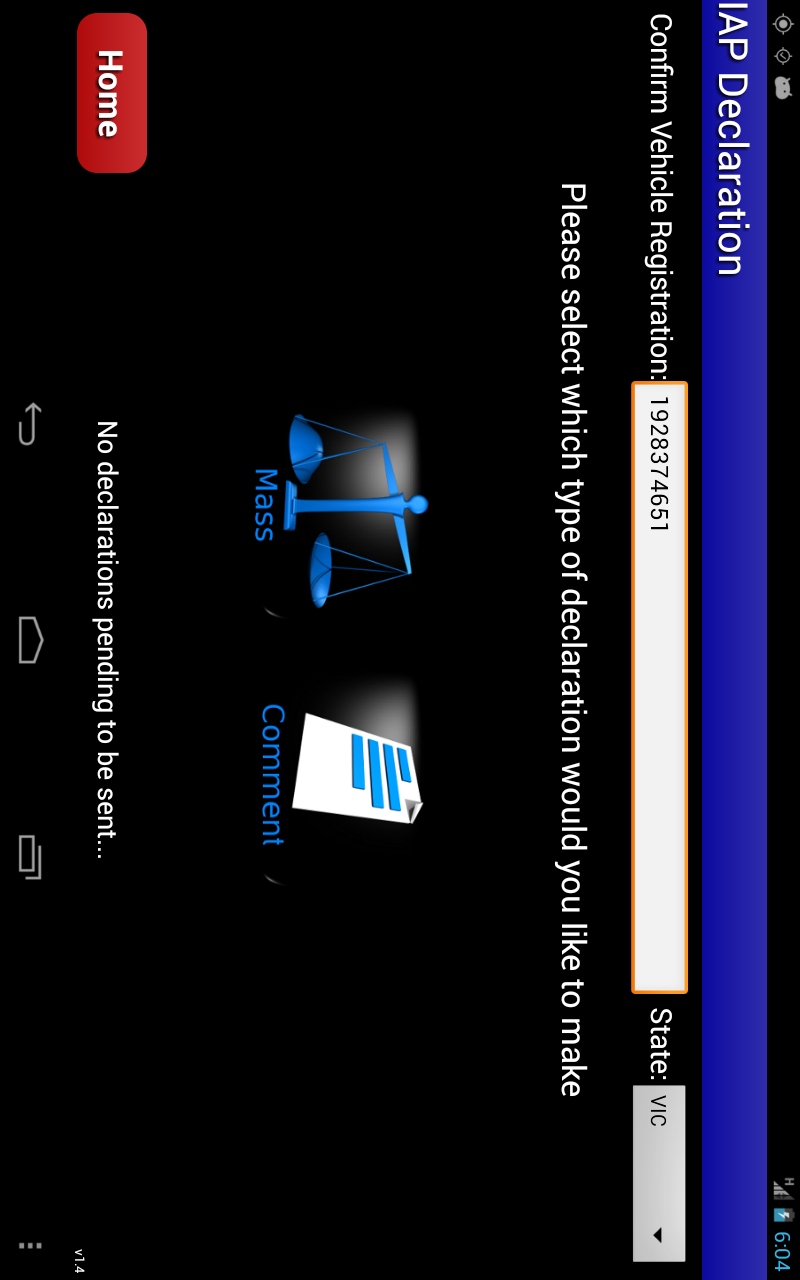 H 6:04
IAP Declaration
Confirm Vehicle Registration: 1928374651 State: VIC
Please select which type of declaration would you like to make
Mass Comment
Home No declarations pending to be sent...
v1.4